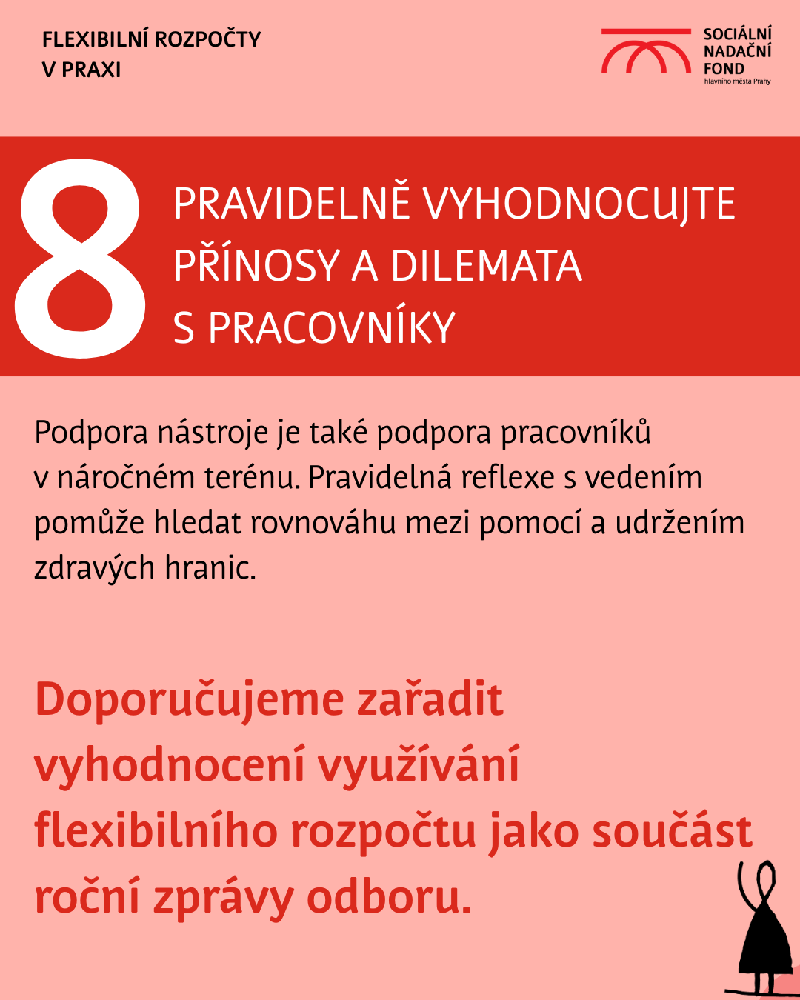 FLEXIBILNÍ ROZPOČTY
V PRAXI
SOCIÁLNÍ
NADAČNÍ
FOND
hlavního města Prahy
8
PRAVIDELNĚ VYHODNOCUJTE
PŘÍNOSY A DILEMATA
S PRACOVNÍKY
Podpora nástroje je také podpora pracovníků
v náročném terénu. Pravidelná reflexe s vedením
pomůže hledat rovnováhu mezi pomocí a udržením
zdravých hranic.
Doporučujeme zařadit
vyhodnocení využívání
flexibilního rozpočtu jako součást
roční zprávy odboru.